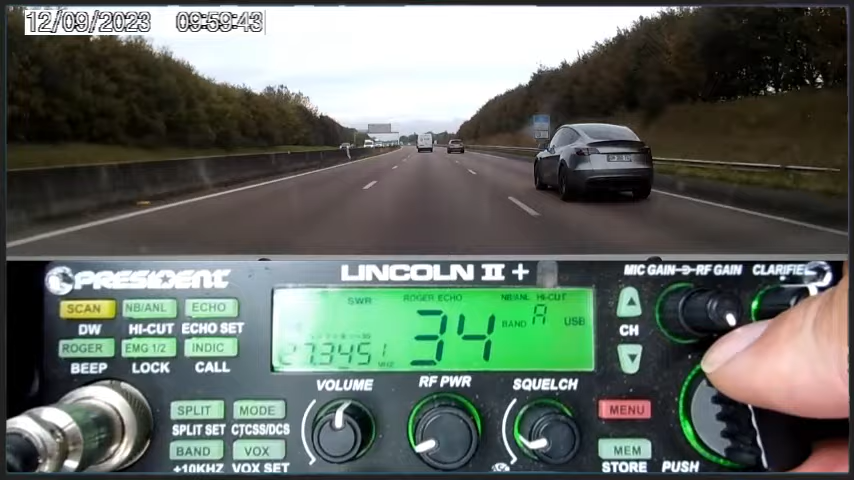 12/09/2023 09:59:43
PRESIDENT LINCOLN II + MIC GAIN RF GAIN CLARIFIER
SCAN NB/ANL ECHO
DW HI-CUT ECHO SET
ROGER EMG 1/2 INDIC
BEEP LOCK CALL
SWR ROGER ECHO NB/ANL HI-CUT
34 BAND A USB
27.3451 MHZ
CH
VOLUME RF PWR SQUELCH
SPLIT MODE
SPLIT SET CTCSS/DCS
BAND VOX
+10KHZ VOX SET
MENU
MEM
STORE PUSH